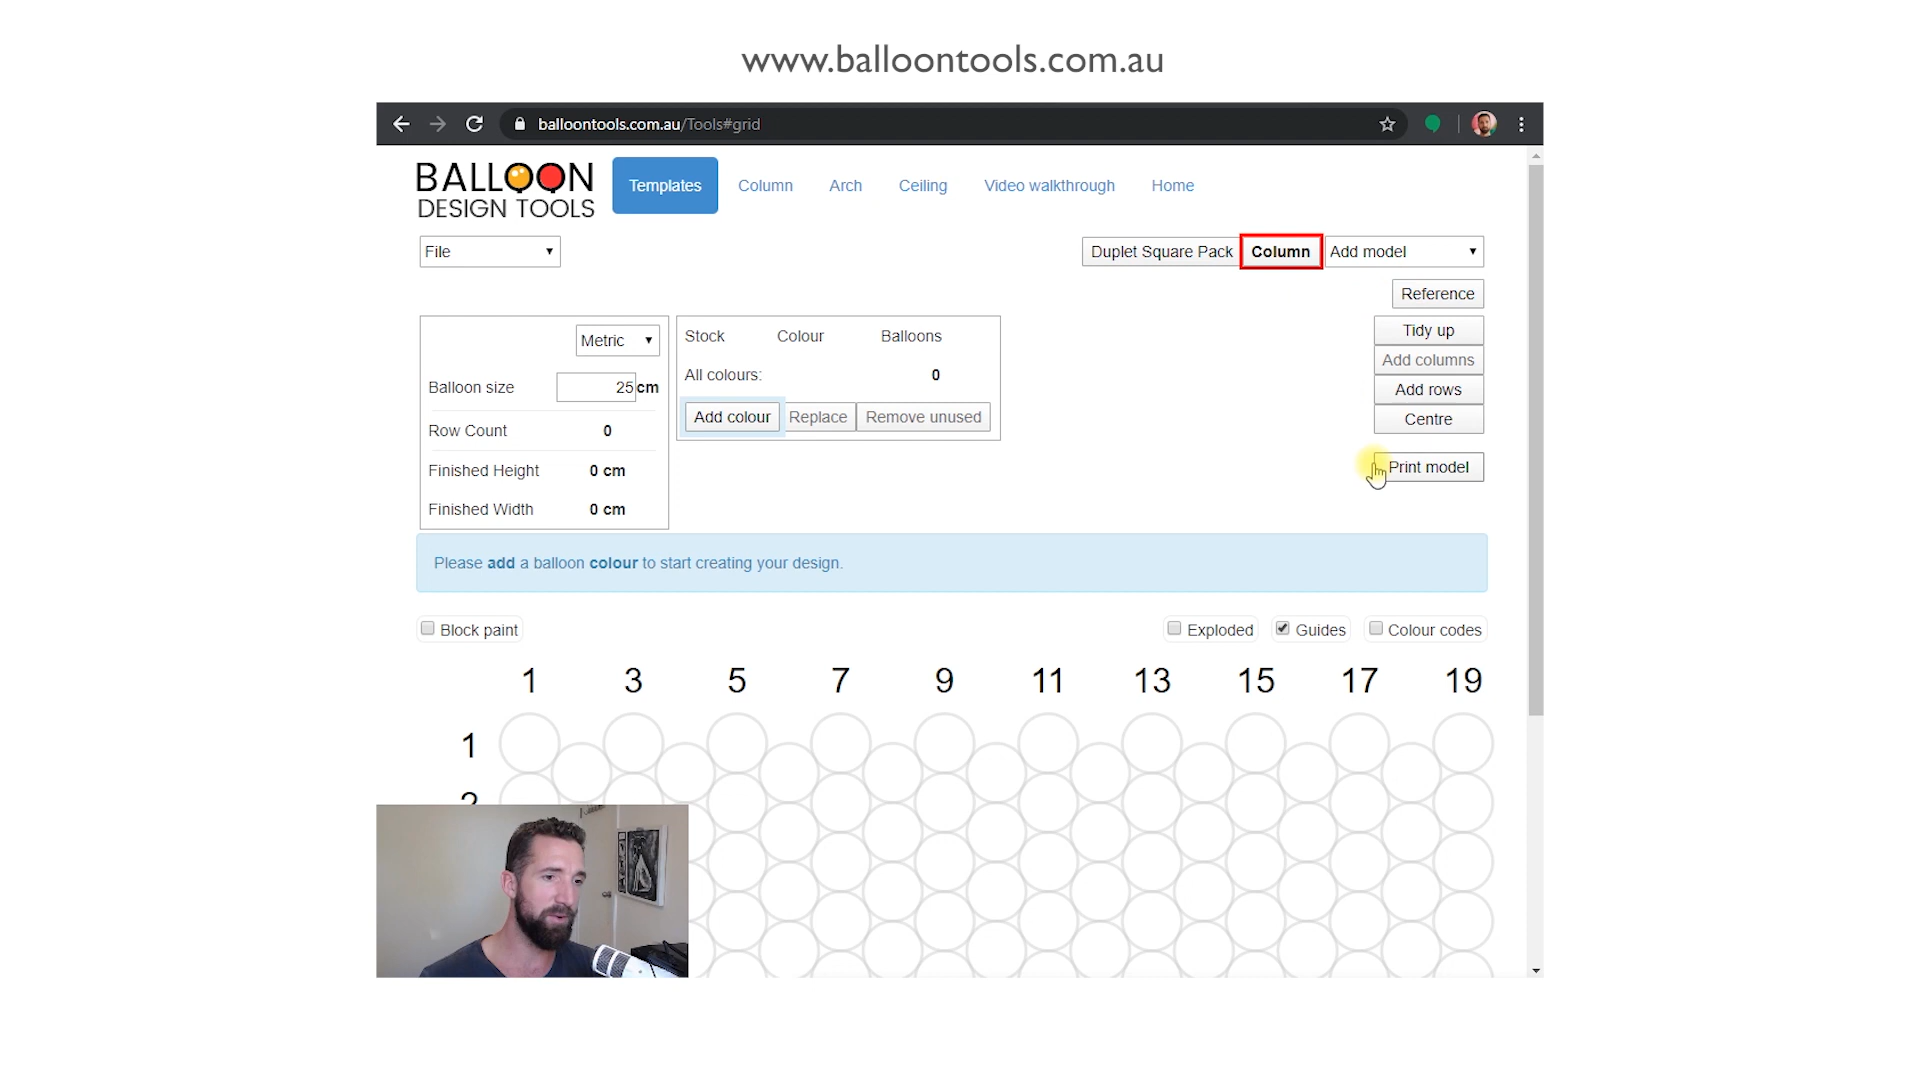 www.balloontools.com.au
balloontools.com.au/Tools#grid
BALLOON
DESIGN TOOLS
Templates Column Arch Ceiling Video walkthrough Home
File Duplet Square Pack Column Add model
Reference
Metric Stock Colour Balloons Tidy up
Add columns
Balloon size 25 cm All colours: 0 Add rows
Row Count 0 Add colour Replace Remove unused Centre
Finished Height 0 cm Print model
Finished Width 0 cm
Please add a balloon colour to start creating your design.
Block paint Exploded Guides Colour codes
1 3 5 7 9 11 13 15 17 19
1
2